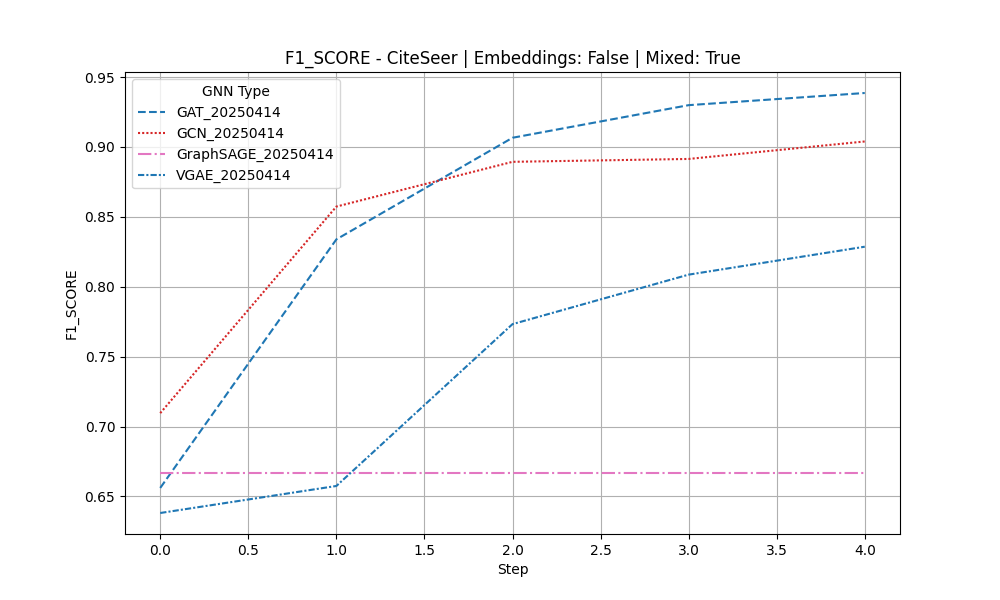 F1_SCORE - CiteSeer | Embeddings: False | Mixed: True
GNN Type
GAT_20250414
GCN_20250414
GraphSAGE_20250414
VGAE_20250414
F1_SCORE
0.95
0.90
0.85
0.80
0.75
0.70
0.65
0.0 0.5 1.0 1.5 2.0 2.5 3.0 3.5 4.0
Step